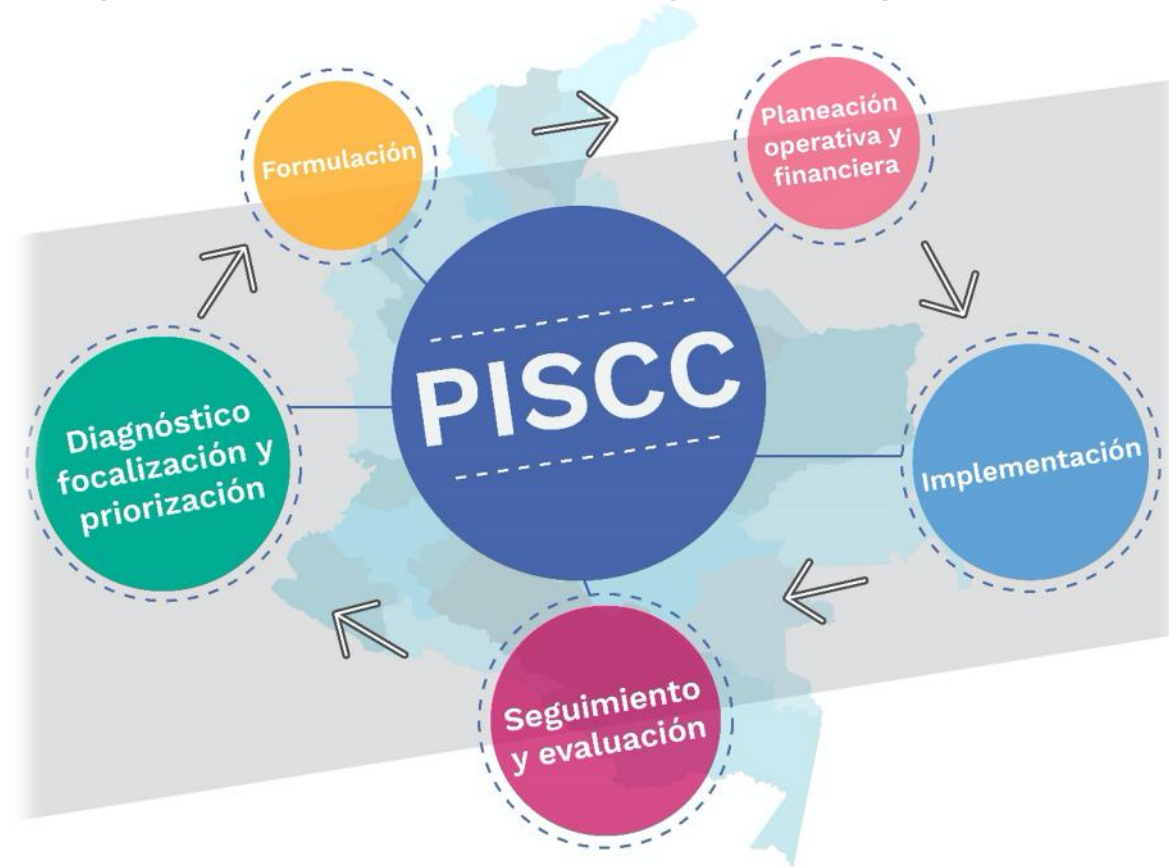 Formulación
Planeación
operativa y
financiera
PISCC
Diagnóstico
focalización y
priorización
Implementación
Seguimiento
y evaluación